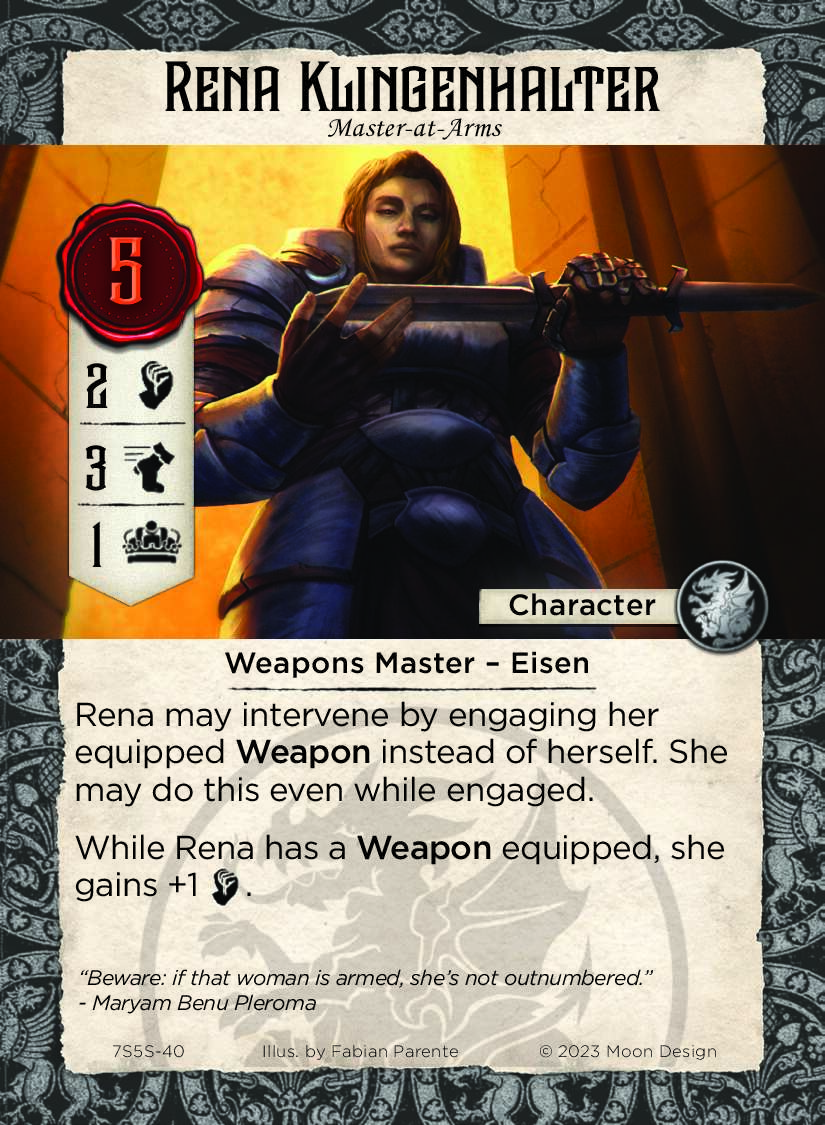 Rena Klingenhalter
Master-at-Arms
5
2
3
1
Character
Weapons Master – Eisen
Rena may intervene by engaging her
equipped Weapon instead of herself. She
may do this even while engaged.
While Rena has a Weapon equipped, she
gains +1 .
“Beware: if that woman is armed, she’s not outnumbered.”
- Maryam Benu Pleroma
7S5S-40 Illus. by Fabian Parente © 2023 Moon Design